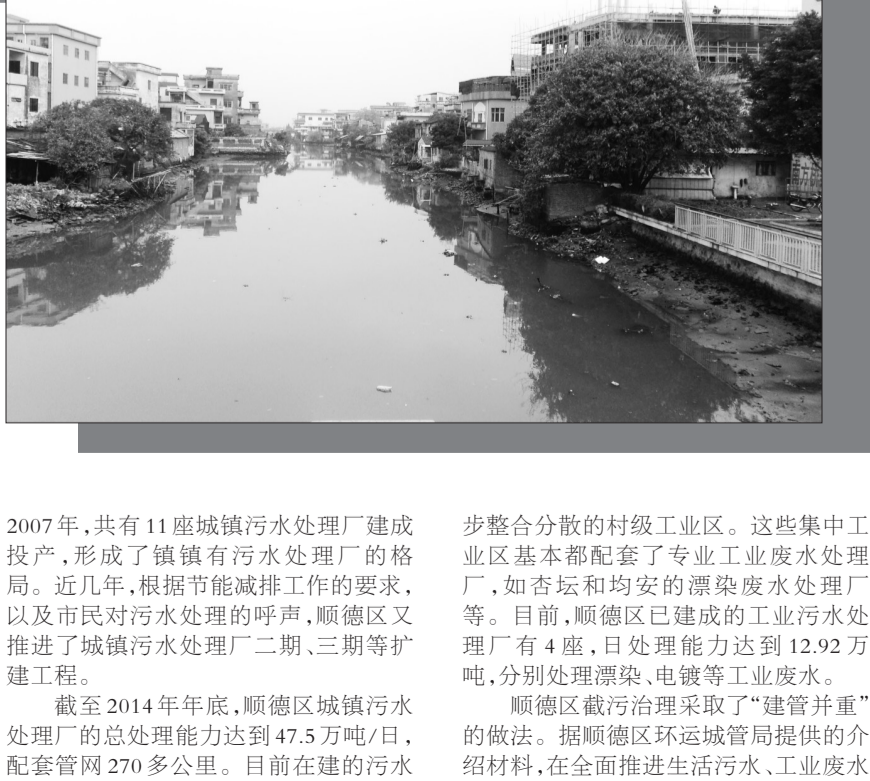 2007年,共有11座城镇污水处理厂建成
投产,形成了镇镇有污水处理厂的格
局。近几年,根据节能减排工作的要求,
以及市民对污水处理的呼声,顺德区又
推进了城镇污水处理厂二期、三期等扩
建工程。
截至2014年年底,顺德区城镇污水
处理厂的总处理能力达到47.5万吨/日,
配套管网270多公里。目前在建的污水
步整合分散的村级工业区。这些集中工
业区基本都配套了专业工业废水处理
厂,如杏坛和均安的漂染废水处理厂
等。目前,顺德区已建成的工业污水处
理厂有4座,日处理能力达到12.92万
吨,分别处理漂染、电镀等工业废水。
顺德区截污治理采取了“建管并重”
的做法。据顺德区环运城管局提供的介
绍材料,在全面推进生活污水、工业废水